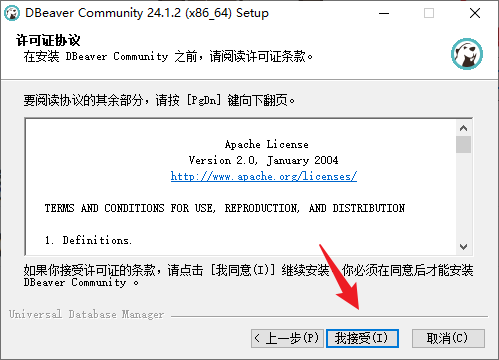 DBeaver Community 24.1.2 (x86_64) Setup
许可证协议
在安装 DBeaver Community 之前，请阅读许可证条款。
要阅读协议的其余部分，请按 [PgDn] 键向下翻页。
Apache License
Version 2.0, January 2004
http://www.apache.org/licenses/
TERMS AND CONDITIONS FOR USE, REPRODUCTION, AND DISTRIBUTION
1. Definitions.
如果你接受许可证的条款，请点击 [我同意(I)] 继续安装。你必须在同意后才能安装
DBeaver Community 。
Universal Database Manager
< 上一步(P)
我接受(I)
取消(C)